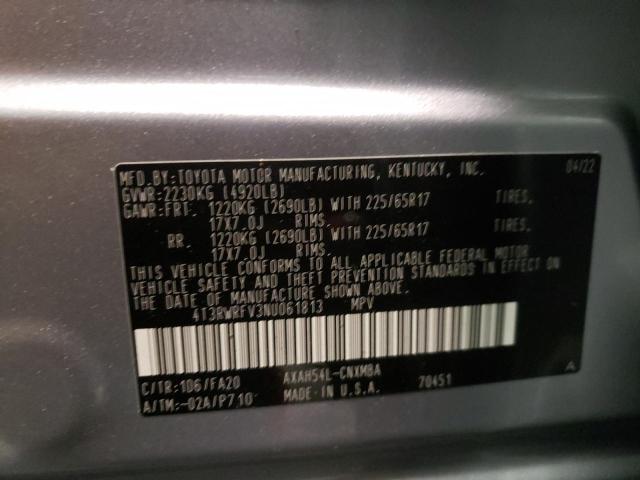 MFD.BY:TOYOTA MOTOR MANUFACTURING, KENTUCKY, INC. 04/22
GVWR:2230KG (4920LB)
GAWR:FRT. 1220KG (2690LB) WITH 225/65R17 TIRES,
17X7.0J RIMS
RR. 1220KG (2690LB) WITH 225/65R17 TIRES,
17X7.0J RIMS.
THIS VEHICLE CONFORMS TO ALL APPLICABLE FEDERAL MOTOR
VEHICLE SAFETY AND THEFT PREVENTION STANDARDS IN EFFECT ON
THE DATE OF MANUFACTURE SHOWN ABOVE.
4T3RWRFV3NU061813 MPV
C/TR:1D6/FA20 AXAH54L-CNXMBA A
A/TM:-02A/P710 MADE IN U.S.A. 70451